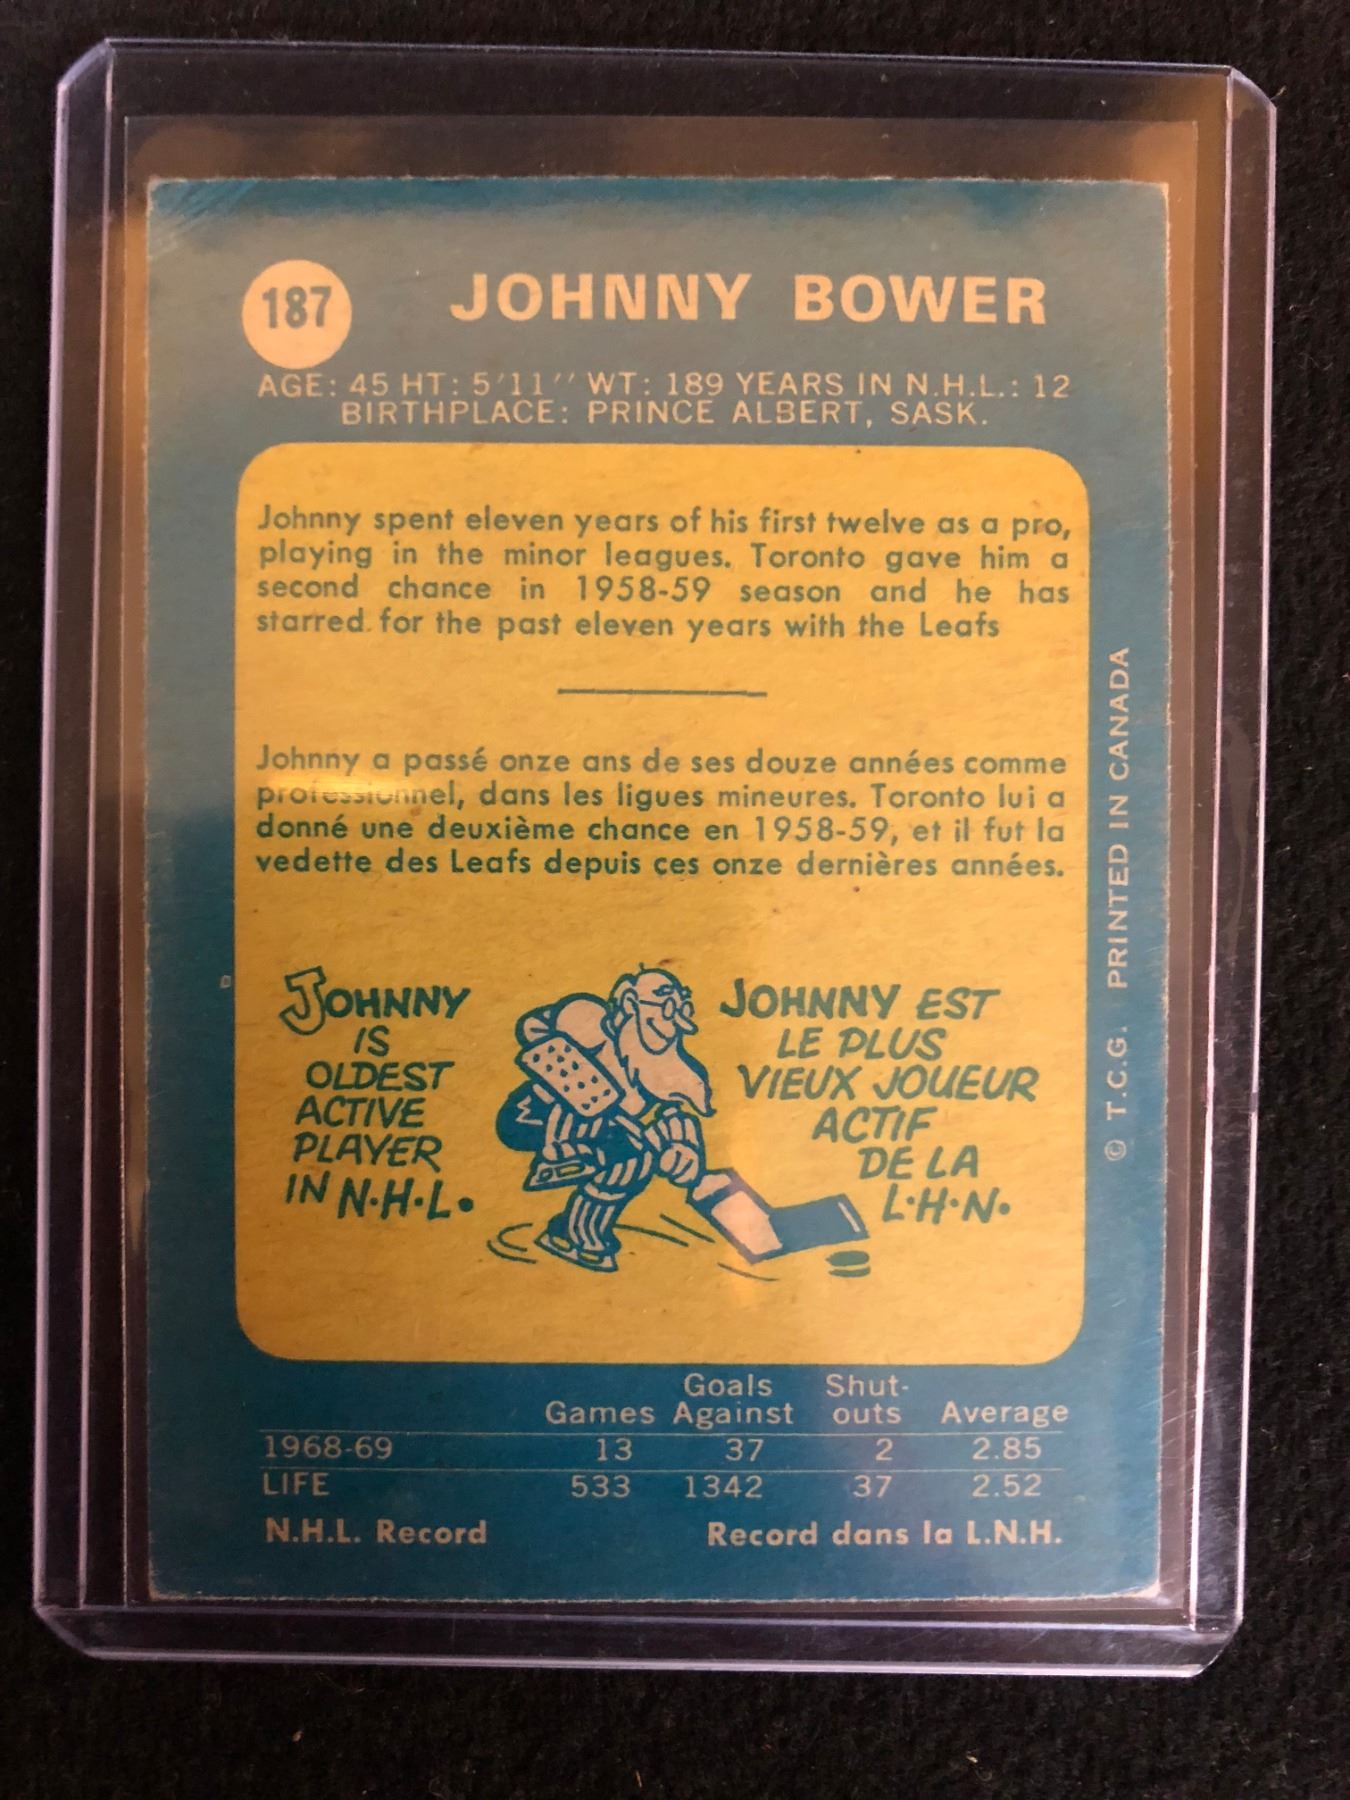 187
JOHNNY BOWER
AGE: 45 HT: 5'11'' WT: 189 YEARS IN N.H.L.: 12
BIRTHPLACE: PRINCE ALBERT, SASK.
Johnny spent eleven years of his first twelve as a pro,
playing in the minor leagues. Toronto gave him a
second chance in 1958-59 season and he has
starred for the past eleven years with the Leafs
Johnny a passé onze ans de ses douze années comme
professionnel, dans les ligues mineures. Toronto lui a
donné une deuxième chance en 1958-59, et il fut la
vedette des Leafs depuis ces onze dernières années.
JOHNNY
IS
OLDEST
ACTIVE
PLAYER
IN N.H.L.
JOHNNY EST
LE PLUS
VIEUX JOUEUR
ACTIF
DE LA
L.H.N.
© T.C.G. PRINTED IN CANADA
Goals Shut-
Games Against outs Average
1968-69 13 37 2 2.85
LIFE 533 1342 37 2.52
N.H.L. Record Record dans la L.N.H.